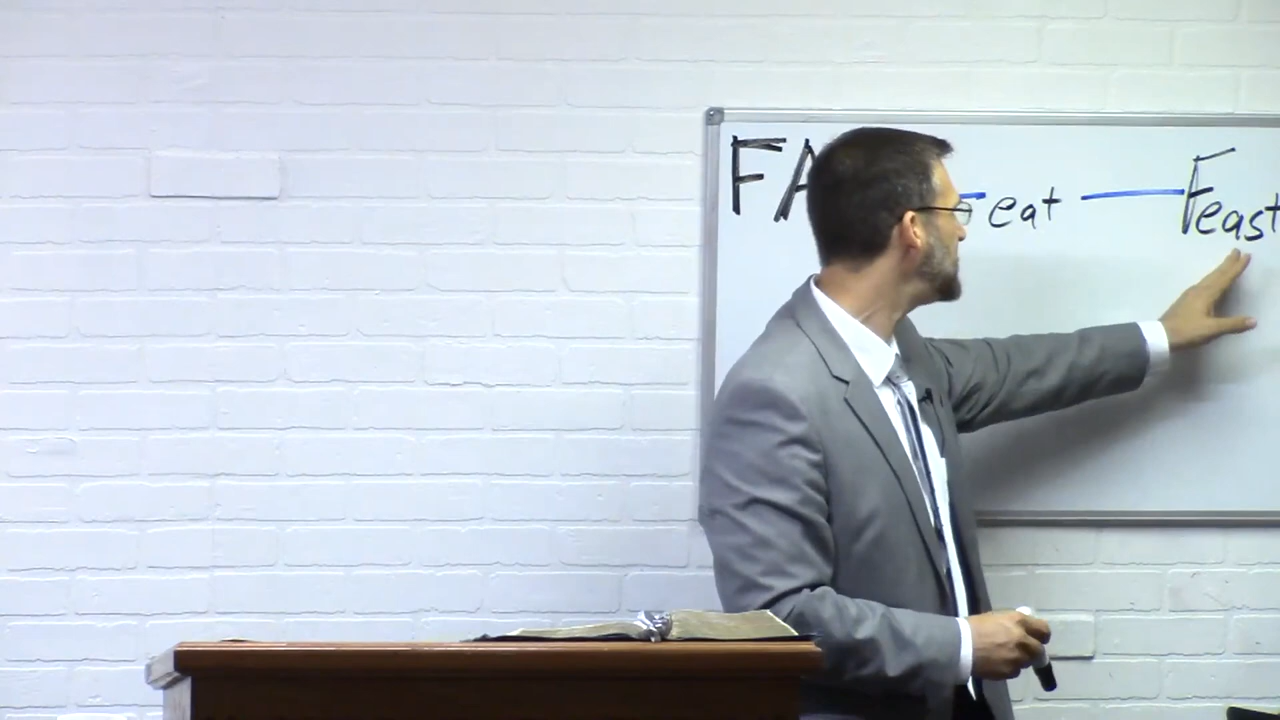 FA — eat — Feast